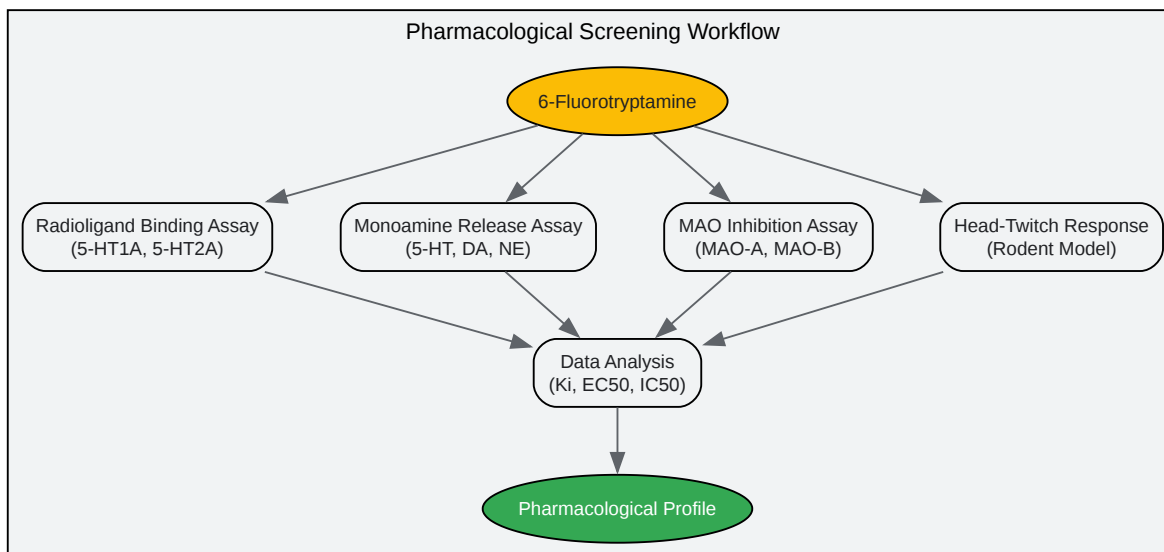 Pharmacological Screening Workflow
6-Fluorotryptamine
Radioligand Binding Assay
(5-HT1A, 5-HT2A)
Monoamine Release Assay
(5-HT, DA, NE)
MAO Inhibition Assay
(MAO-A, MAO-B)
Head-Twitch Response
(Rodent Model)
Data Analysis
(Ki, EC50, IC50)
Pharmacological Profile